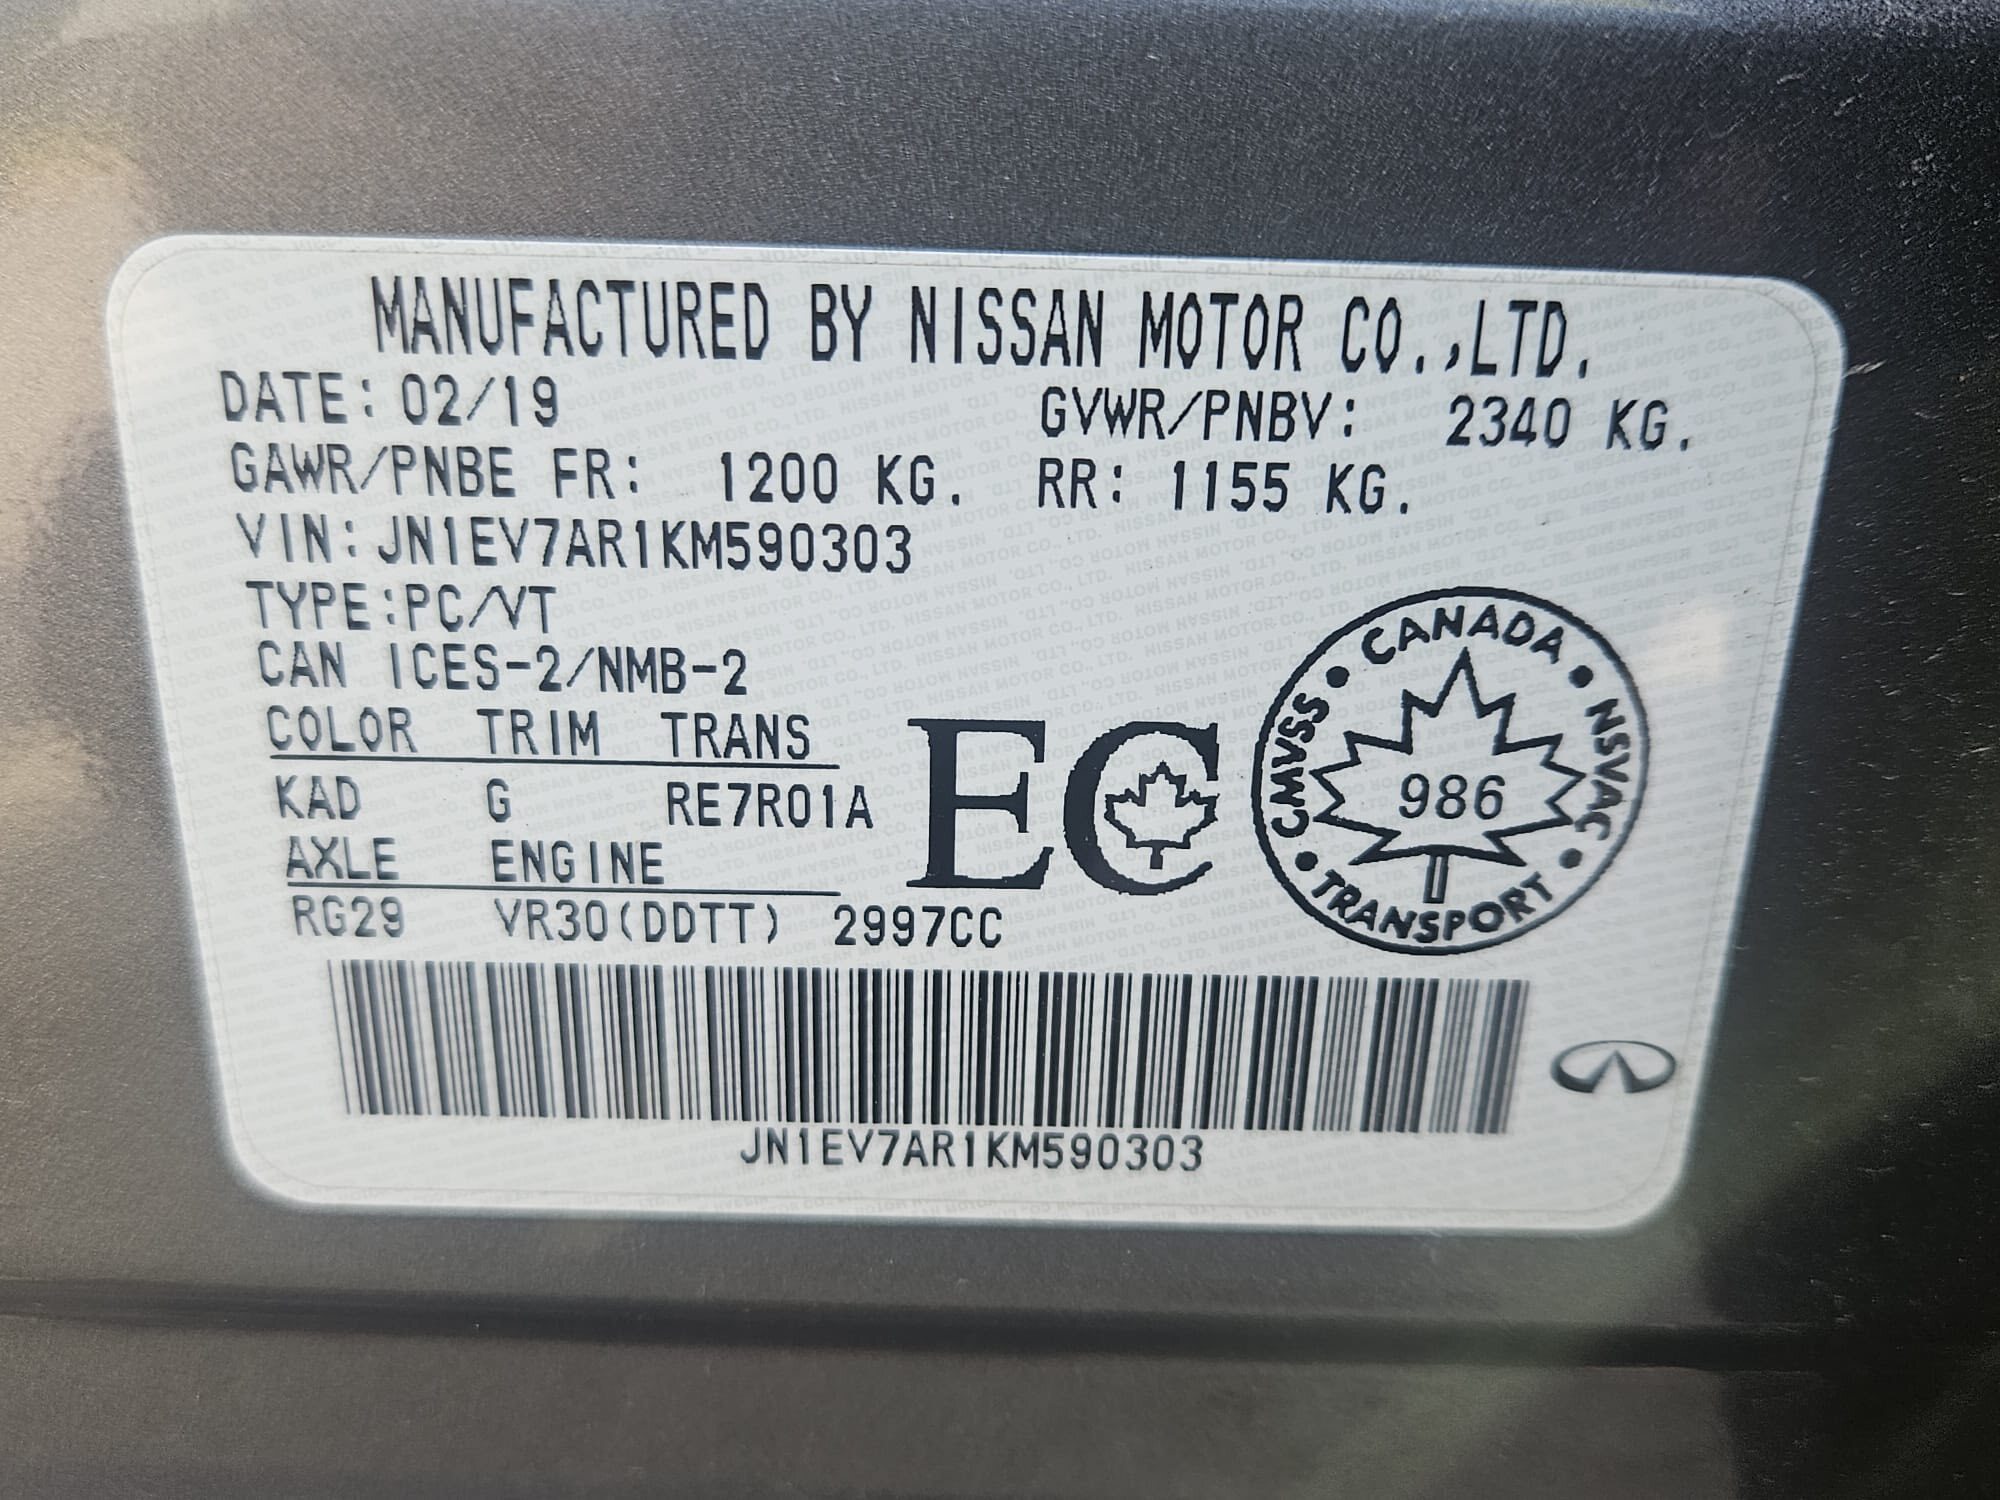 MANUFACTURED BY NISSAN MOTOR CO.,LTD.
DATE: 02/19 GVWR/PNBV: 2340 KG.
GAWR/PNBE FR: 1200 KG. RR: 1155 KG.
VIN: JN1EV7AR1KM590303
TYPE:PC/VT
CAN ICES-2/NMB-2
COLOR TRIM TRANS
KAD G RE7R01A
AXLE ENGINE
RG29 VR30(DDTT) 2997CC
EC
CANADA • NSVAC • TRANSPORT • CMVSS •
986
JN1EV7AR1KM590303